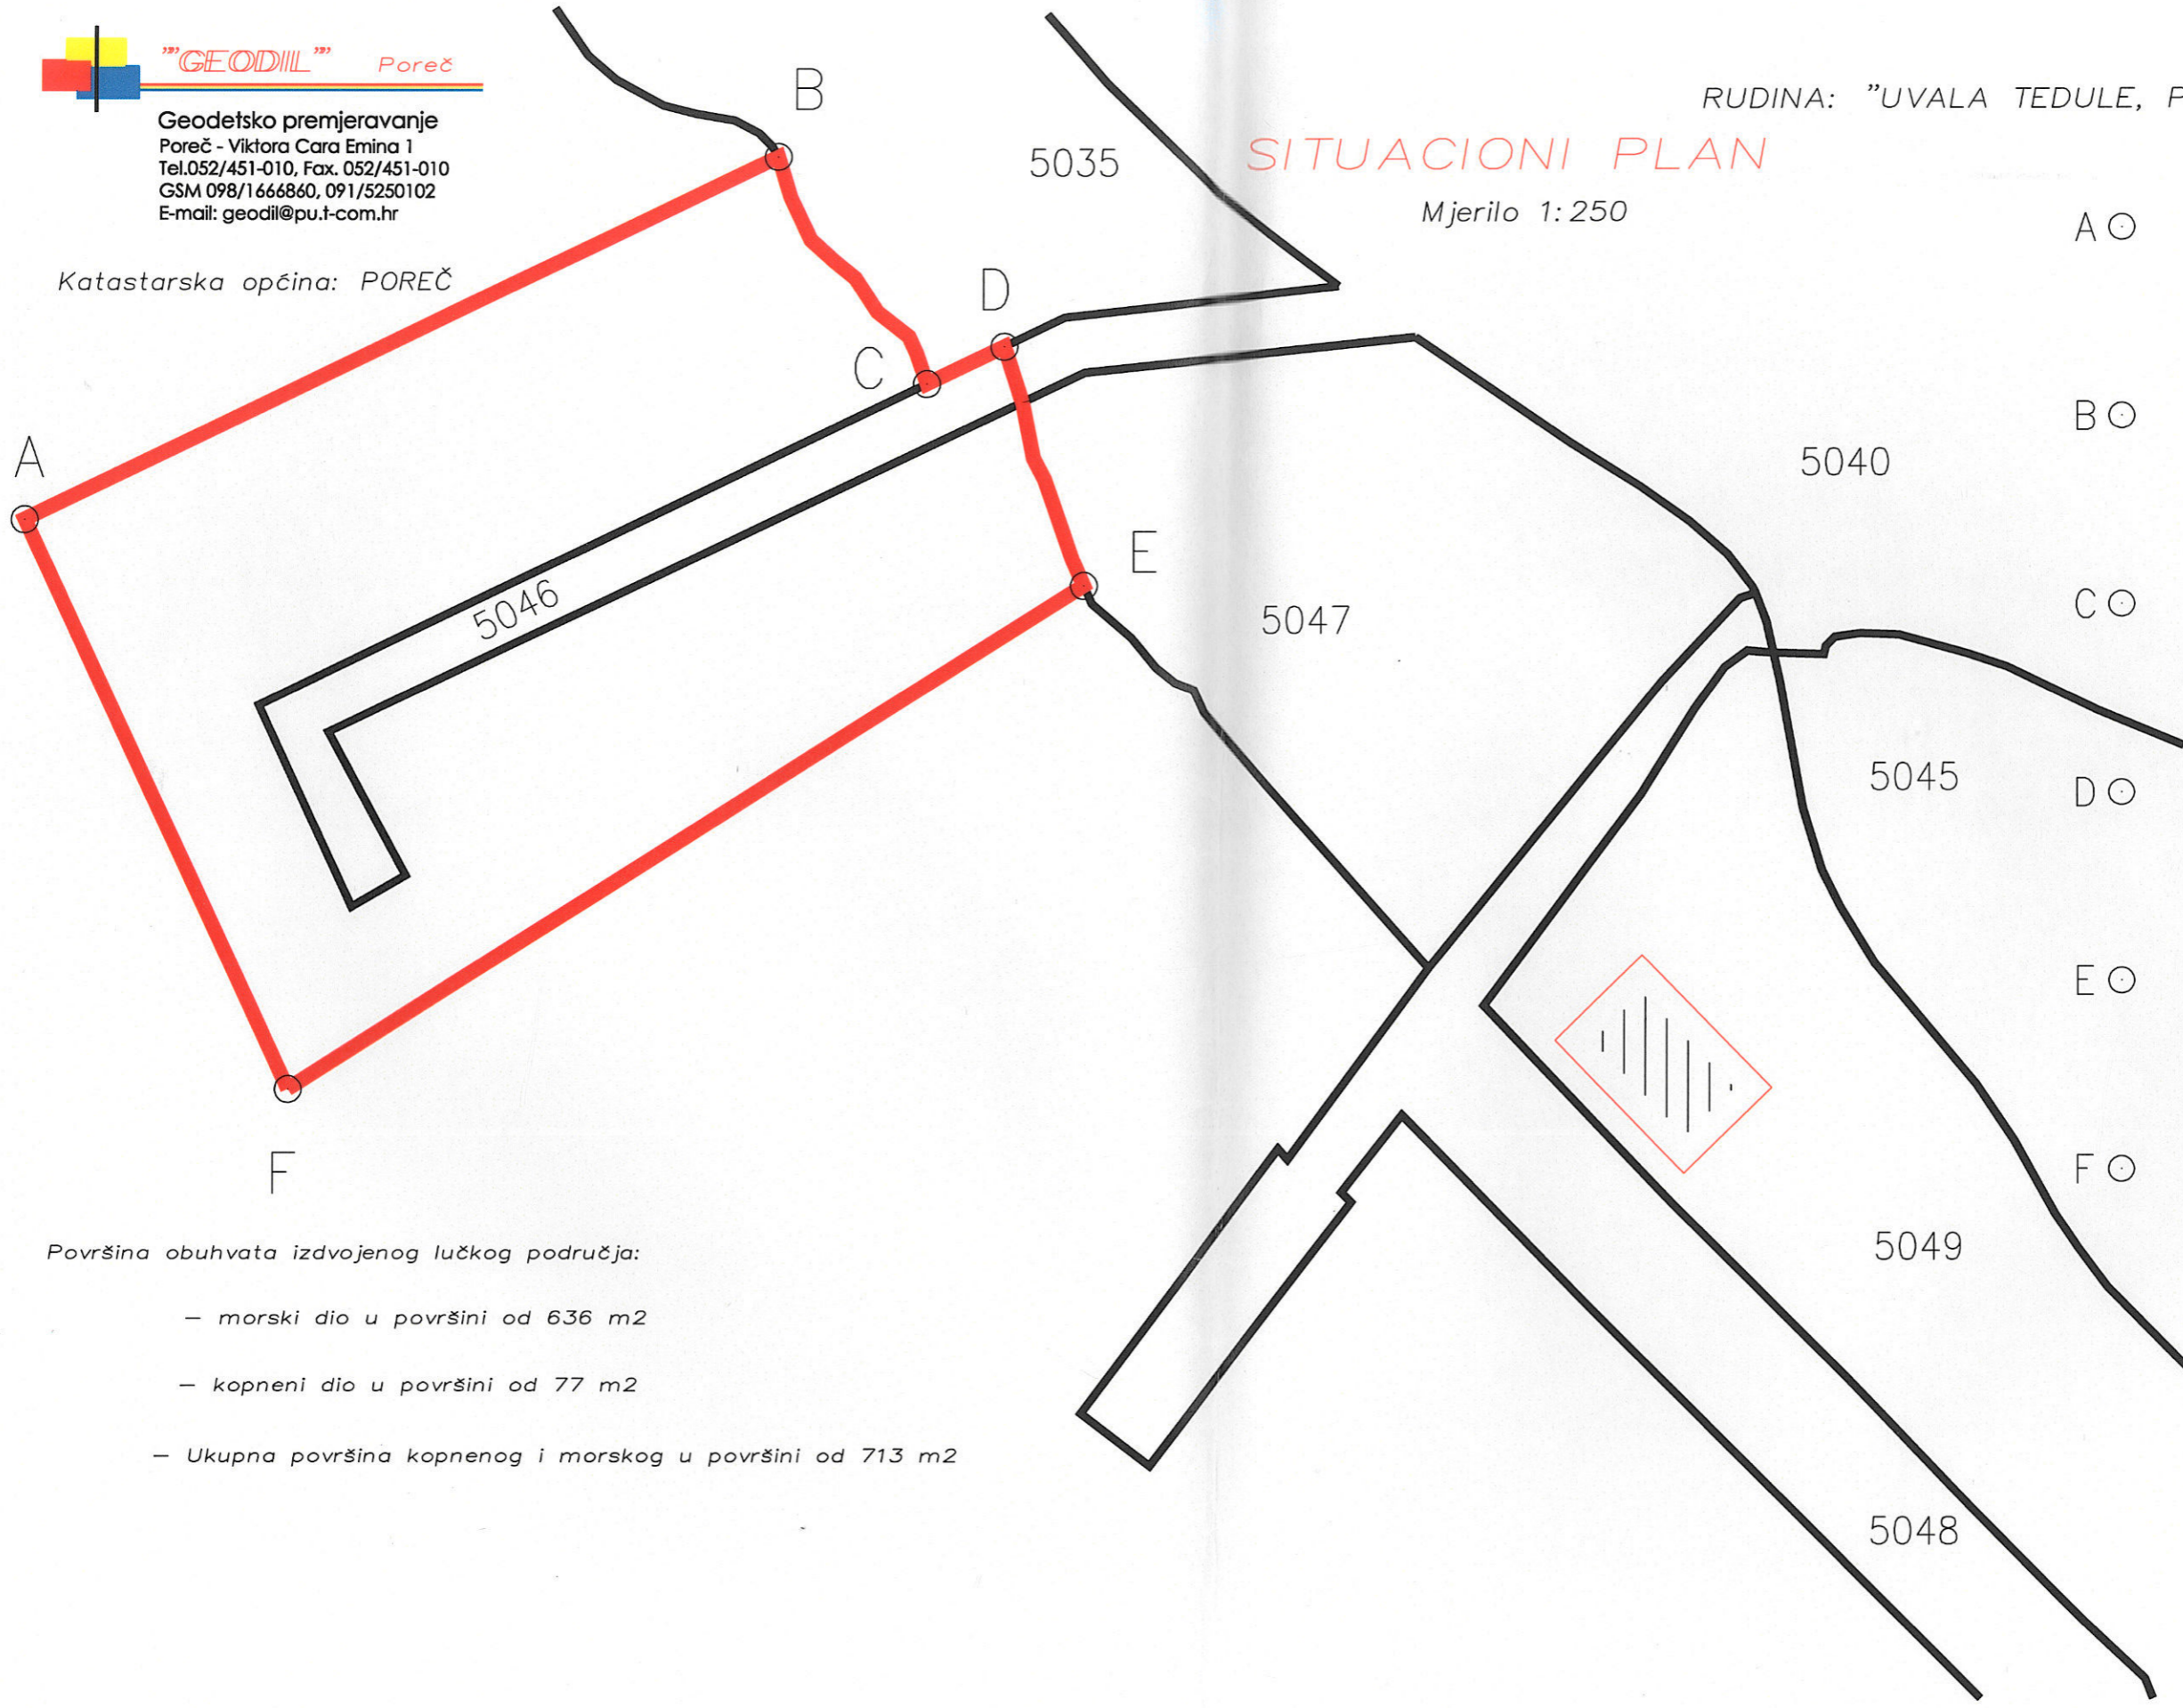 "”GEODIL”" Poreč
Geodetsko premjeravanje
Poreč - Viktora Cara Emina 1
Tel.052/451-010, Fax. 052/451-010
GSM 098/1666860, 091/5250102
E-mail: geodil@pu.t-com.hr
Katastarska općina: POREČ
RUDINA: "UVALA TEDULE, P
SITUACIONI PLAN
Mjerilo 1:250
A
B
C
D
E
F
5035
5040
5046
5047
5045
5049
5048
A
B
C
D
E
F
Površina obuhvata izdvojenog lučkog područja:
– morski dio u površini od 636 m2
– kopneni dio u površini od 77 m2
– Ukupna površina kopnenog i morskog u površini od 713 m2